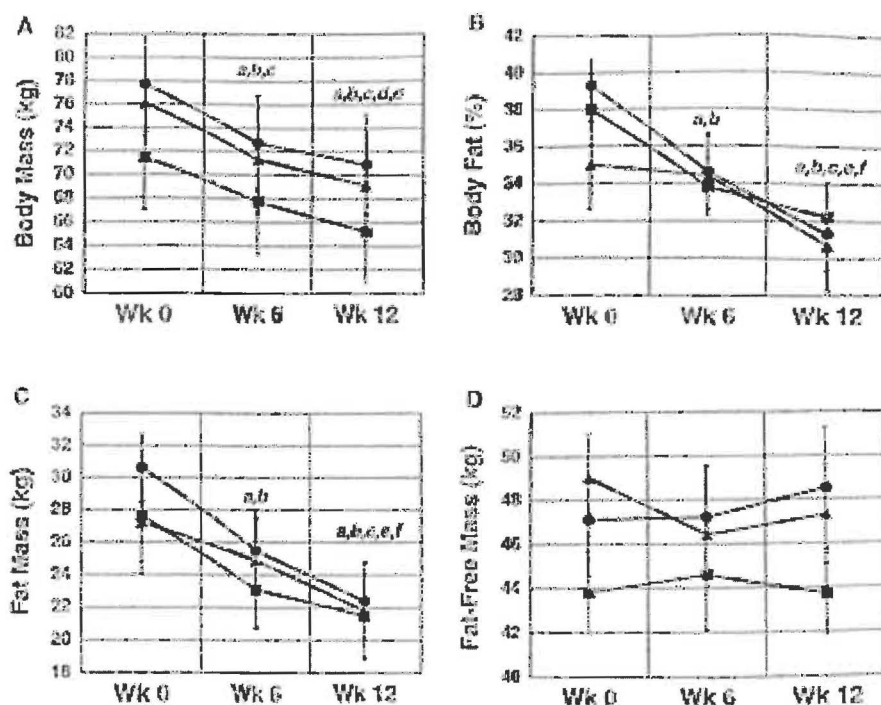 A
Body Mass (kg)
82
80
78
76
74
72
70
68
66
64
62
60
a,b,c
a,b,c,d,e
Wk 0 Wk 6 Wk 12
B
Body Fat (%)
42
40
38
36
34
32
30
28
a,b
a,b,c,e,f
Wk 0 Wk 6 Wk 12
C
Fat Mass (kg)
34
32
30
28
26
24
22
20
18
a,b
a,b,c,e,f
Wk 0 Wk 6 Wk 12
D
Fat-Free Mass (kg)
52
50
48
46
44
42
40
Wk 0 Wk 6 Wk 12